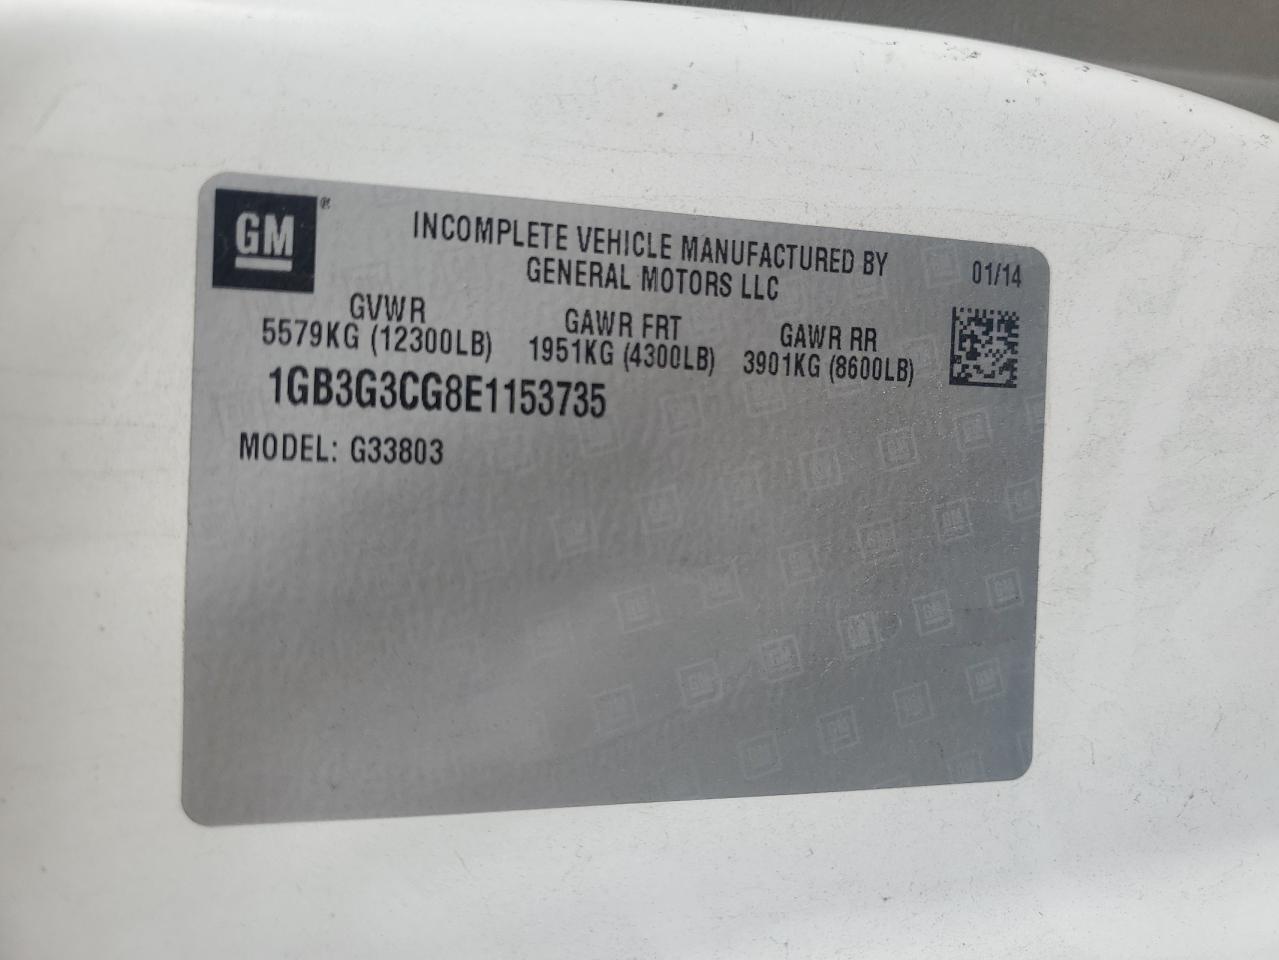 GM®
INCOMPLETE VEHICLE MANUFACTURED BY
GENERAL MOTORS LLC
01/14
GVWR
5579KG (12300LB)
GAWR FRT
1951KG (4300LB)
GAWR RR
3901KG (8600LB)
1GB3G3CG8E1153735
MODEL: G33803